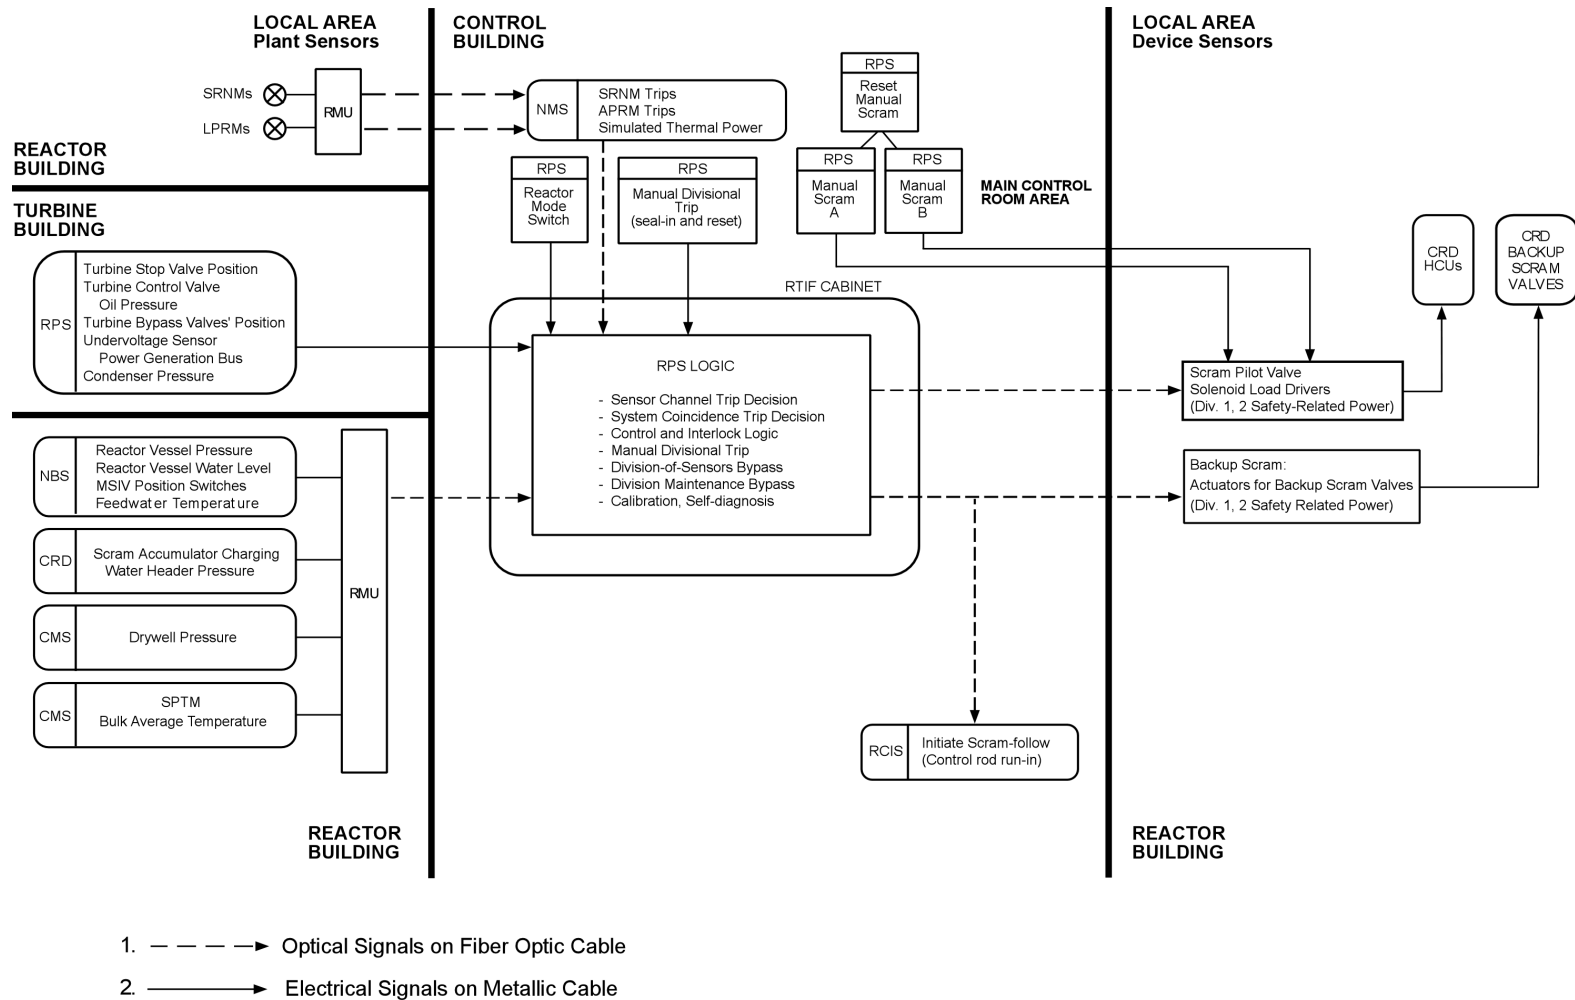 LOCAL AREA
Plant Sensors
SRNMs
LPRMs
RMU
REACTOR
BUILDING
TURBINE
BUILDING
RPS
Turbine Stop Valve Position
Turbine Control Valve
Oil Pressure
Turbine Bypass Valves' Position
Undervoltage Sensor
Power Generation Bus
Condenser Pressure
NBS
Reactor Vessel Pressure
Reactor Vessel Water Level
MSIV Position Switches
Feedwater Temperature
CRD
Scram Accumulator Charging
Water Header Pressure
CMS
Drywell Pressure
CMS
SPTM
Bulk Average Temperature
RMU
REACTOR
BUILDING
CONTROL
BUILDING
NMS
SRNM Trips
APRM Trips
Simulated Thermal Power
RPS
Reactor
Mode
Switch
RPS
Manual Divisional
Trip
(seal-in and reset)
RPS
Reset
Manual
Scram
RPS
Manual
Scram
A
RPS
Manual
Scram
B
MAIN CONTROL
ROOM AREA
RTIF CABINET
RPS LOGIC
- Sensor Channel Trip Decision
- System Coincidence Trip Decision
- Control and Interlock Logic
- Manual Divisional Trip
- Division-of-Sensors Bypass
- Division Maintenance Bypass
- Calibration, Self-diagnosis
RCIS
Initiate Scram-follow
(Control rod run-in)
LOCAL AREA
Device Sensors
CRD
HCUs
CRD
BACKUP
SCRAM
VALVES
Scram Pilot Valve
Solenoid Load Drivers
(Div. 1, 2 Safety-Related Power)
Backup Scram:
Actuators for Backup Scram Valves
(Div. 1, 2 Safety Related Power)
REACTOR
BUILDING
1. Optical Signals on Fiber Optic Cable
2. Electrical Signals on Metallic Cable